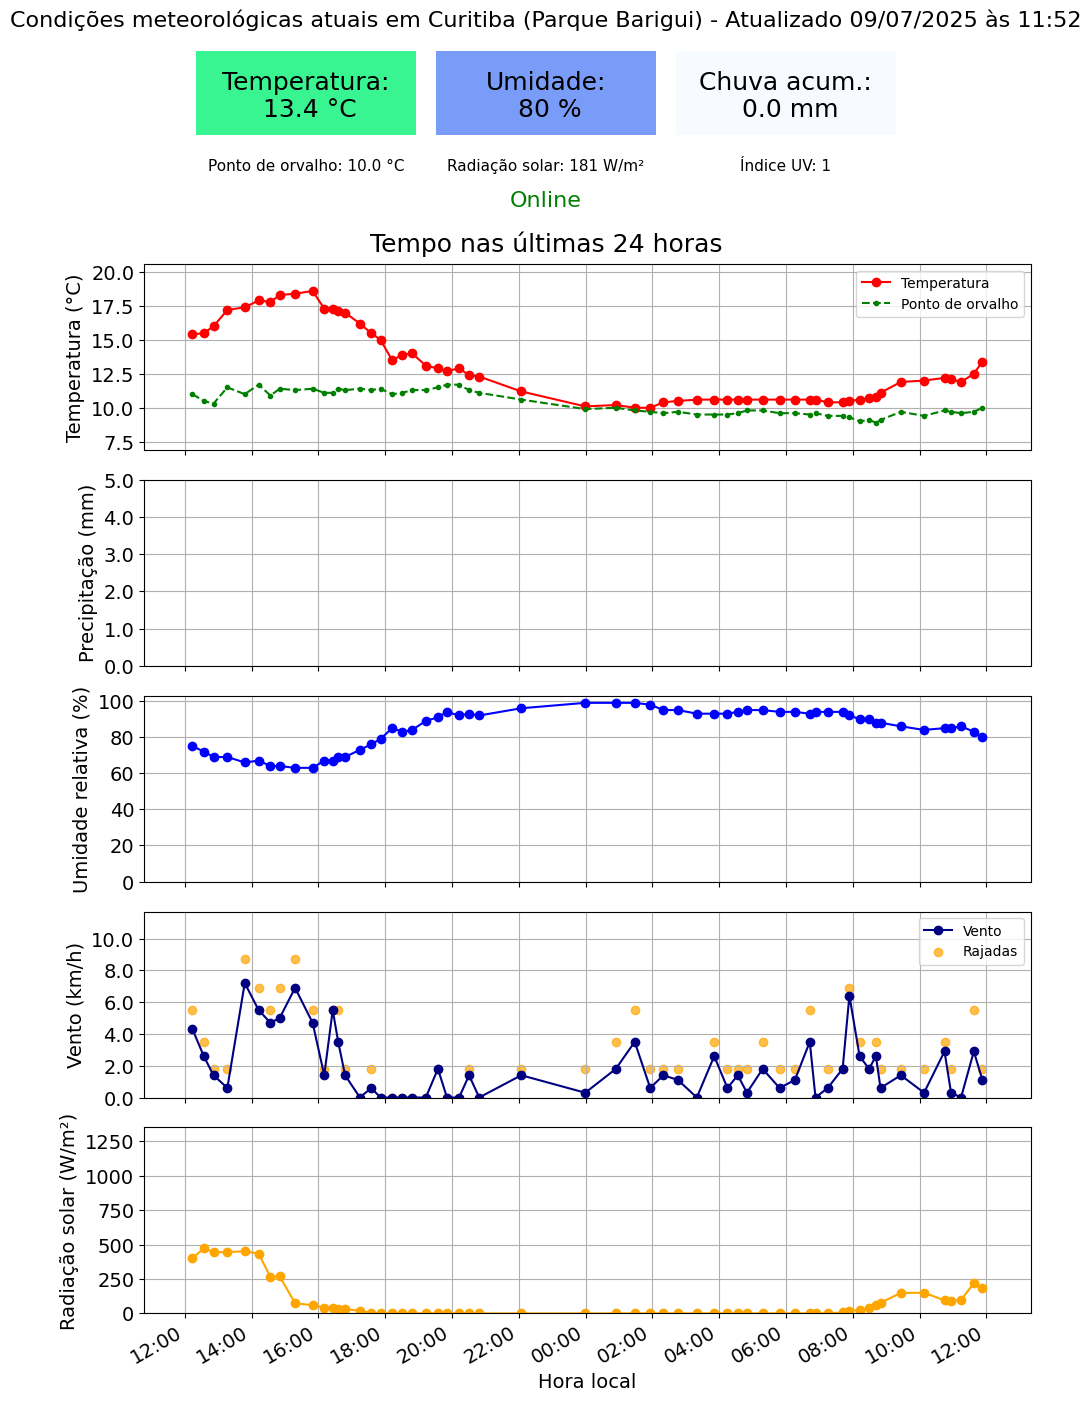 Condições meteorológicas atuais em Curitiba (Parque Barigui) - Atualizado 09/07/2025 às 11:52
Temperatura:
13.4 °C
Umidade:
80 %
Chuva acum.:
0.0 mm
Ponto de orvalho: 10.0 °C
Radiação solar: 181 W/m²
Índice UV: 1
Online
Tempo nas últimas 24 horas
Temperatura (°C)
20.0
17.5
15.0
12.5
10.0
7.5
Temperatura
Ponto de orvalho
Precipitação (mm)
5.0
4.0
3.0
2.0
1.0
0.0
Umidade relativa (%)
100
80
60
40
20
0
Vento (km/h)
10.0
8.0
6.0
4.0
2.0
0.0
Vento
Rajadas
Radiação solar (W/m²)
1250
1000
750
500
250
0
12:00
14:00
16:00
18:00
20:00
22:00
00:00
02:00
04:00
06:00
08:00
10:00
12:00
Hora local